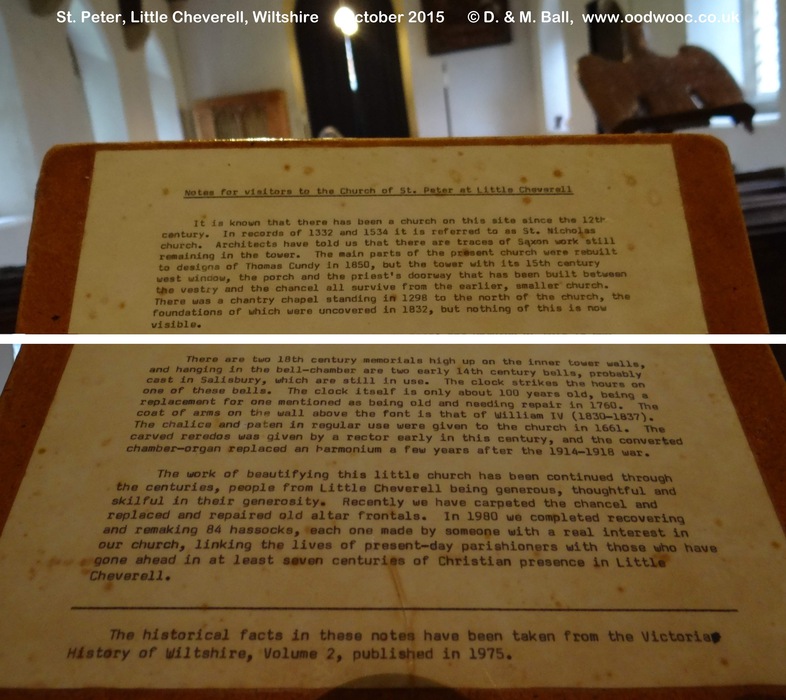 St. Peter, Little Cheverell, Wiltshire October 2015 © D. & M. Ball, www.oodwooc.co.uk
Notes for visitors to the Church of St. Peter at Little Cheverell
It is known that there has been a church on this site since the 12th
century. In records of 1332 and 1534 it is referred to as St. Nicholas
church. Architects have told us that there are traces of Saxon work still
remaining in the tower. The main parts of the present church were rebuilt
to designs of Thomas Cundy in 1850, but the tower with its 15th century
west window, the porch and the priest's doorway that has been built between
the vestry and the chancel all survive from the earlier, smaller church.
There was a chantry chapel standing in 1298 to the north of the church, the
foundations of which were uncovered in 1832, but nothing of this is now
visible.
There are two 18th century memorials high up on the inner tower walls,
and hanging in the bell-chamber are two early 14th century bells, probably
cast in Salisbury, which are still in use. The clock strikes the hours on
one of these bells. The clock itself is only about 100 years old, being a
replacement for one mentioned as being old and needing repair in 1760. The
coat of arms on the wall above the font is that of William IV (1830-1837).
The chalice and paten in regular use were given to the church in 1661. The
carved reredos was given by a rector early in this century, and the converted
chamber-organ replaced an harmonium a few years after the 1914-1918 war.
The work of beautifying this little church has been continued through
the centuries, people from Little Cheverell being generous, thoughtful and
skilful in their generosity. Recently we have carpeted the chancel and
replaced and repaired old altar frontals. In 1980 we completed recovering
and remaking 84 hassocks, each one made by someone with a real interest in
our church, linking the lives of present-day parishioners with those who have
gone ahead in at least seven centuries of Christian presence in Little
Cheverell.
The historical facts in these notes have been taken from the Victoria
History of Wiltshire, Volume 2, published in 1975.